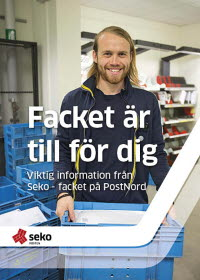 Facket är
till för dig
Viktig information från
Seko - facket på PostNord
seko